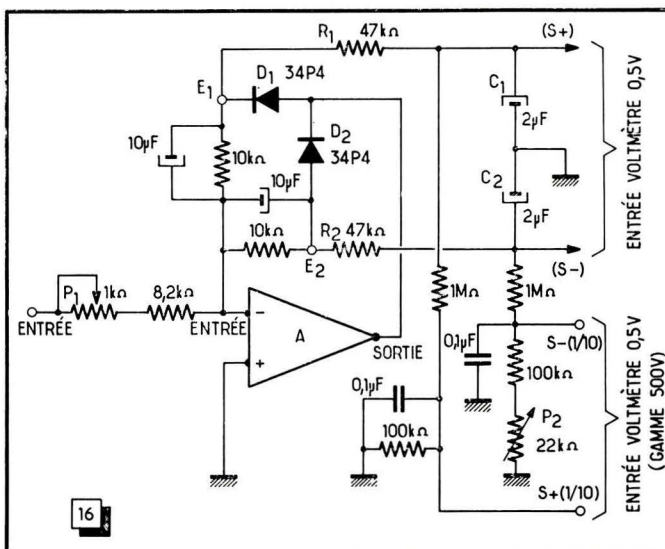 R1 47kΩ
(S+)
D1 34P4
E1
C1
2µF
D2
34P4
10µF
10kΩ
10µF
C2
2µF
10kΩ
E2
R2 47kΩ
(S-)
ENTRÉE VOLTMÈTRE 0,5V
P1
1kΩ
8,2kΩ
ENTRÉE
ENTRÉE
-
+
A
SORTIE
1MΩ
1MΩ
S-(1/10)
0,1µF
100kΩ
0,1µF
100kΩ
P2
22kΩ
S+(1/10)
ENTRÉE VOLTMÈTRE 0,5V
(GAMME 500V)
16